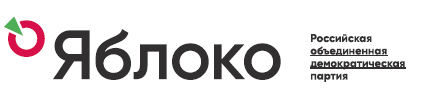 Яблоко
Российская
объединенная
демократическая
партия